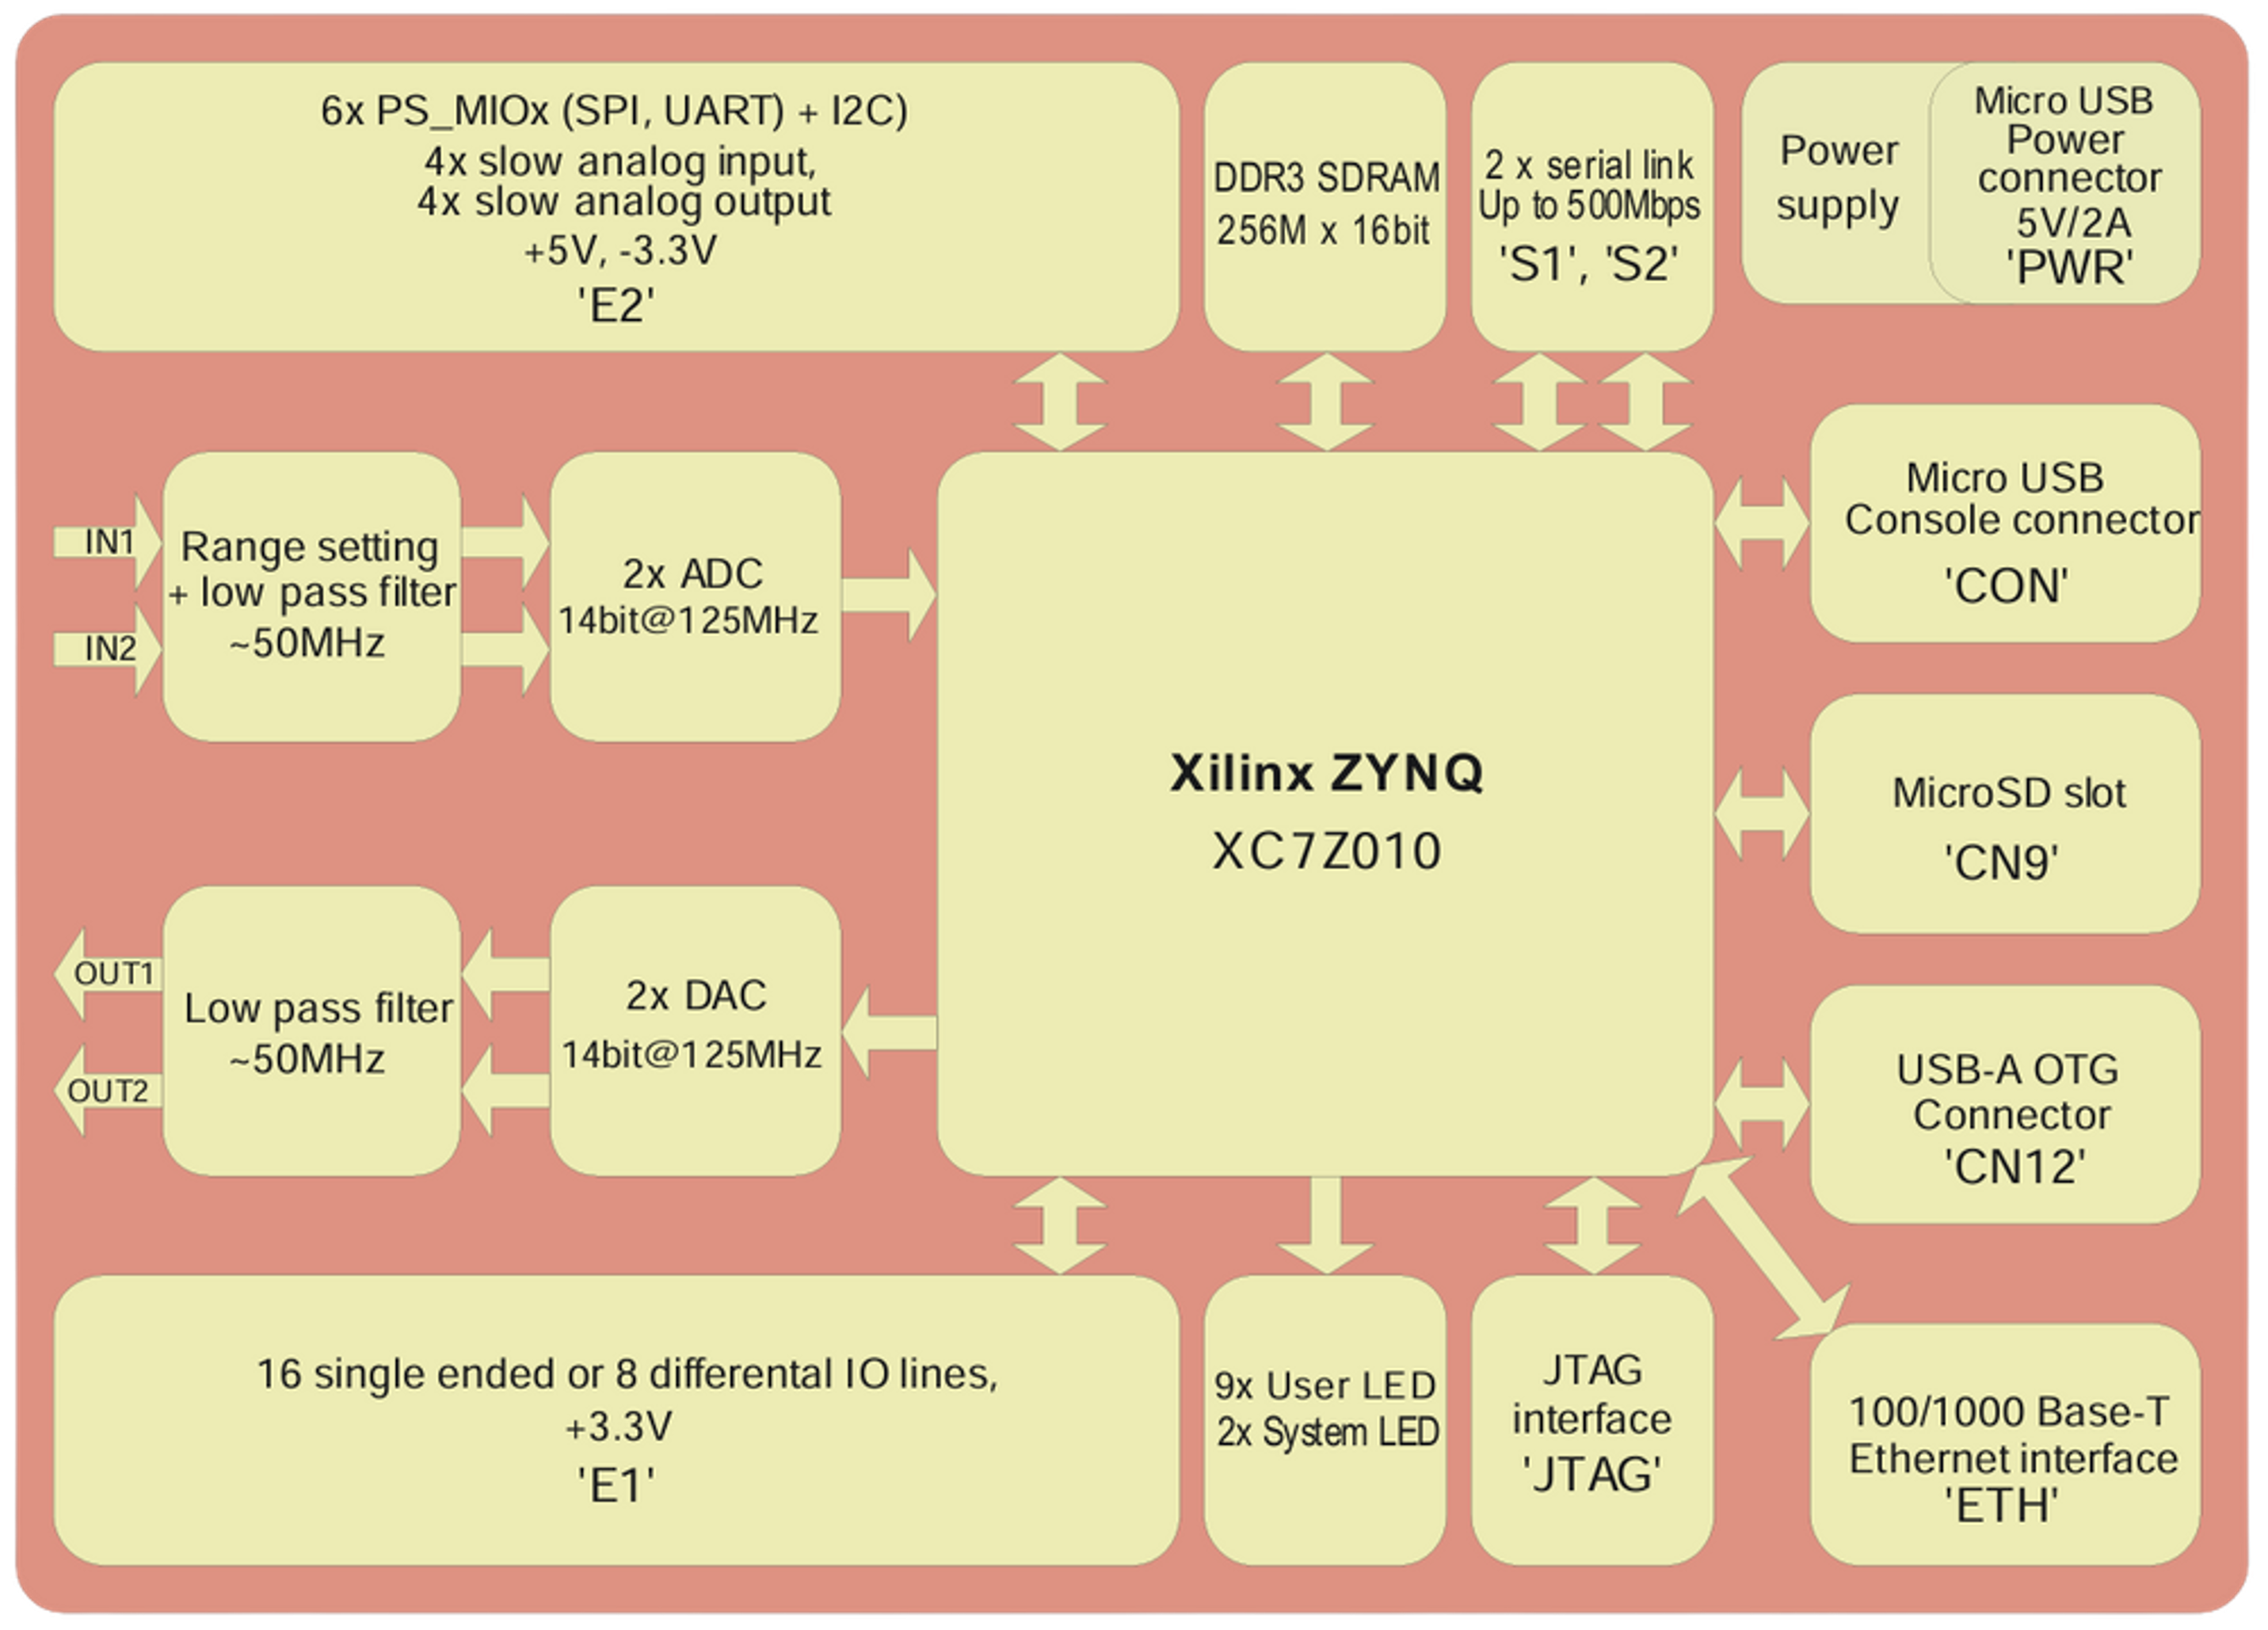 6x PS_MIOx (SPI, UART) + I2C)
4x slow analog input,
4x slow analog output
+5V, -3.3V
'E2'
DDR3 SDRAM
256M x 16bit
2 x serial link
Up to 500Mbps
'S1', 'S2'
Power
supply
Micro USB
Power
connector
5V/2A
'PWR'
IN1
IN2
Range setting
+ low pass filter
~50MHz
2x ADC
14bit@125MHz
Xilinx ZYNQ
XC7Z010
Micro USB
Console connector
'CON'
MicroSD slot
'CN9'
OUT1
OUT2
Low pass filter
~50MHz
2x DAC
14bit@125MHz
USB-A OTG
Connector
'CN12'
16 single ended or 8 differental IO lines,
+3.3V
'E1'
9x User LED
2x System LED
JTAG
interface
'JTAG'
100/1000 Base-T
Ethernet interface
'ETH'